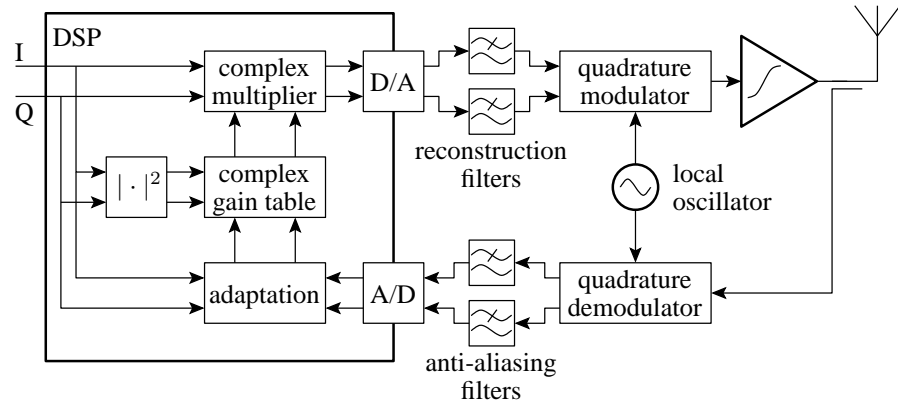 DSP
I
Q
complex
multiplier
D/A
quadrature
modulator
reconstruction
filters
| · |²
complex
gain table
local
oscillator
adaptation
A/D
quadrature
demodulator
anti-aliasing
filters